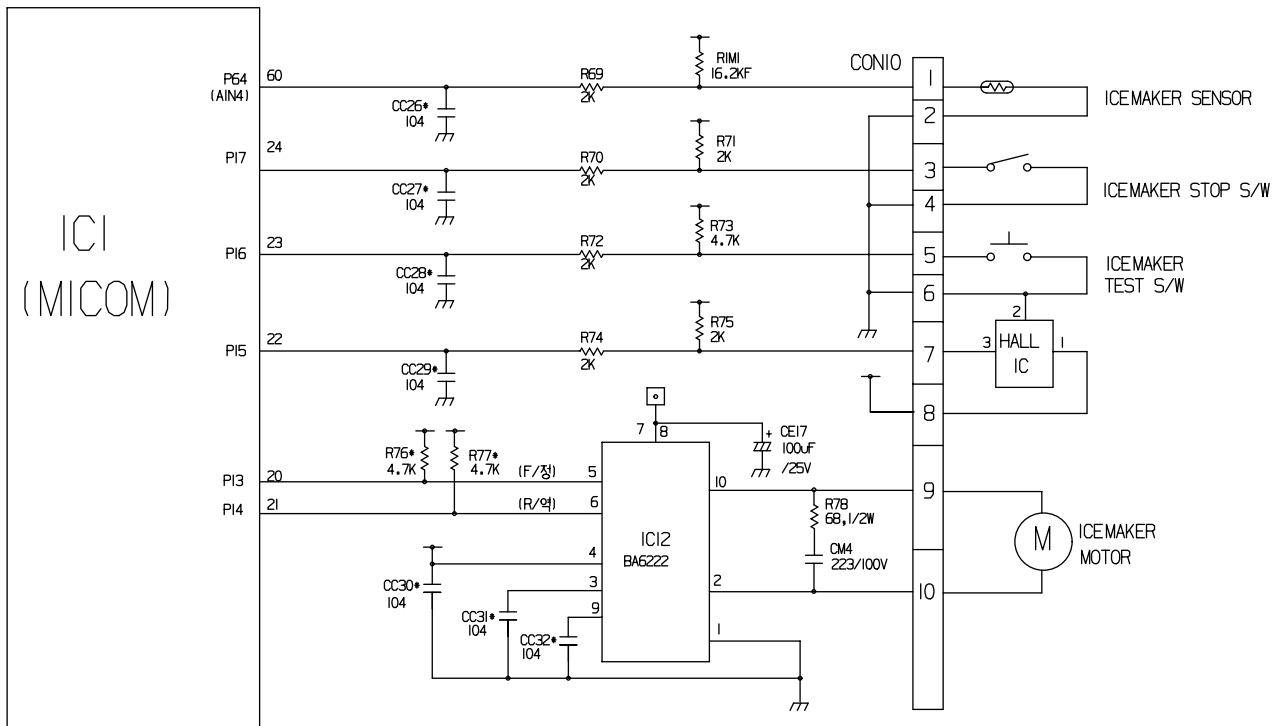 IC1
(MICOM)
P64
(AIN4)
60
CC26*
104
R69
2K
RIM1
16.2KF
CON10
1
ICEMAKER SENSOR
2
P17
24
CC27*
104
R70
2K
R71
2K
3
4
ICEMAKER STOP S/W
P16
23
CC28*
104
R72
2K
R73
4.7K
5
6
ICEMAKER
TEST S/W
P15
22
CC29*
104
R74
2K
R75
2K
7
8
2
3
HALL
IC
1
7
8
+ CE17
100uF
/25V
P13
20
P14
21
R76*
4.7K
R77*
4.7K
(F/정)
5
(R/역)
6
4
3
9
IC12
BA6222
10
2
1
R78
68,1/2W
CM4
223/100V
CC30*
104
CC31*
104
CC32*
104
9
10
M
ICEMAKER
MOTOR